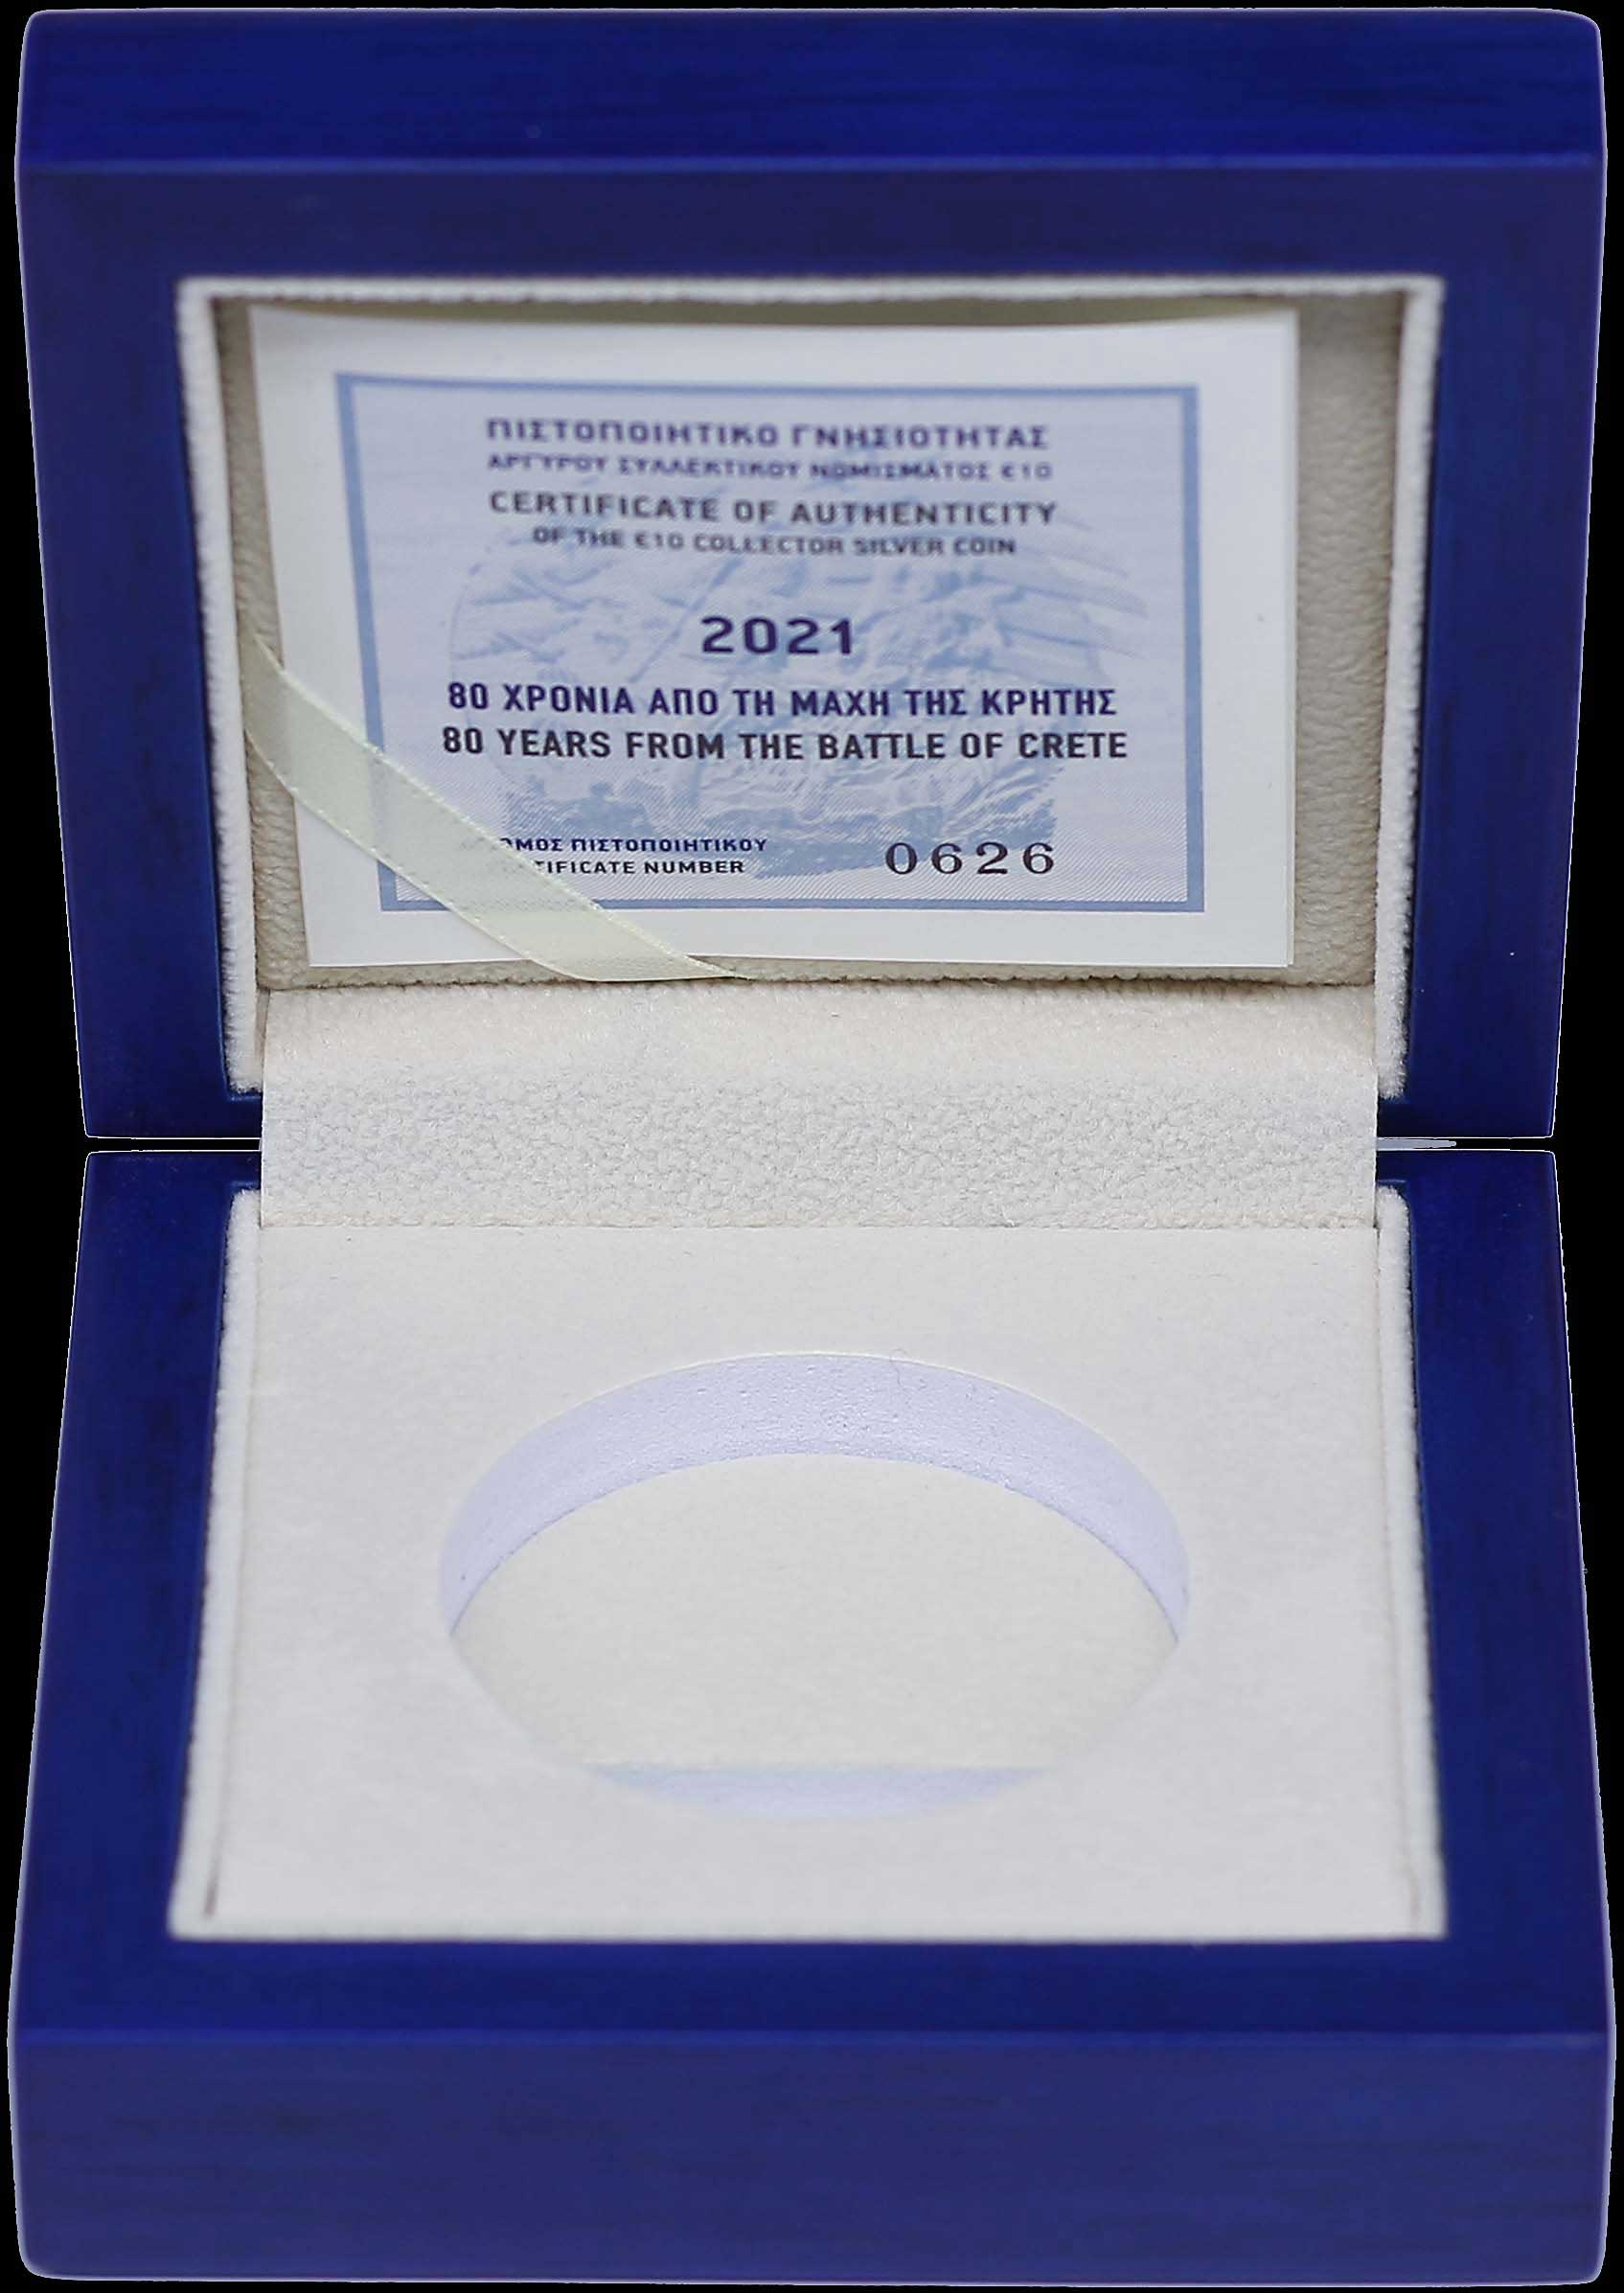 ΠΙΣΤΟΠΟΙΗΤΙΚΟ ΓΝΗΣΙΟΤΗΤΑΣ
ΑΡΓΥΡΟΥ ΣΥΛΛΕΚΤΙΚΟΥ ΝΟΜΙΣΜΑΤΟΣ €10
CERTIFICATE OF AUTHENTICITY
OF THE €10 COLLECTOR SILVER COIN
2021
80 ΧΡΟΝΙΑ ΑΠΟ ΤΗ ΜΑΧΗ ΤΗΣ ΚΡΗΤΗΣ
80 YEARS FROM THE BATTLE OF CRETE
ΠΙΣΤΟΠΟΙΗΤΙΚΟΥ
NUMBER 0626